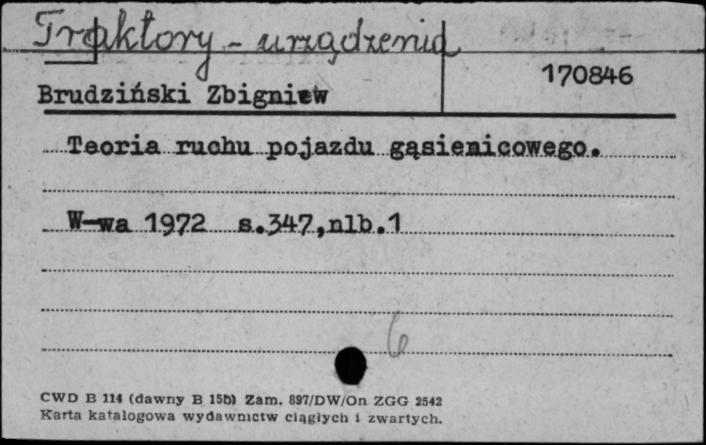 Traktory - urządzenia
170846
Brudziński Zbigniew
Teoria ruchu pojazdu gąsienicowego.
W-wa 1972 s.347,nlb.1
6
CWD B 114 (dawny B 15b) Zam. 897/DW/On ZGG 2542
Karta katalogowa wydawnictw ciągłych i zwartych.